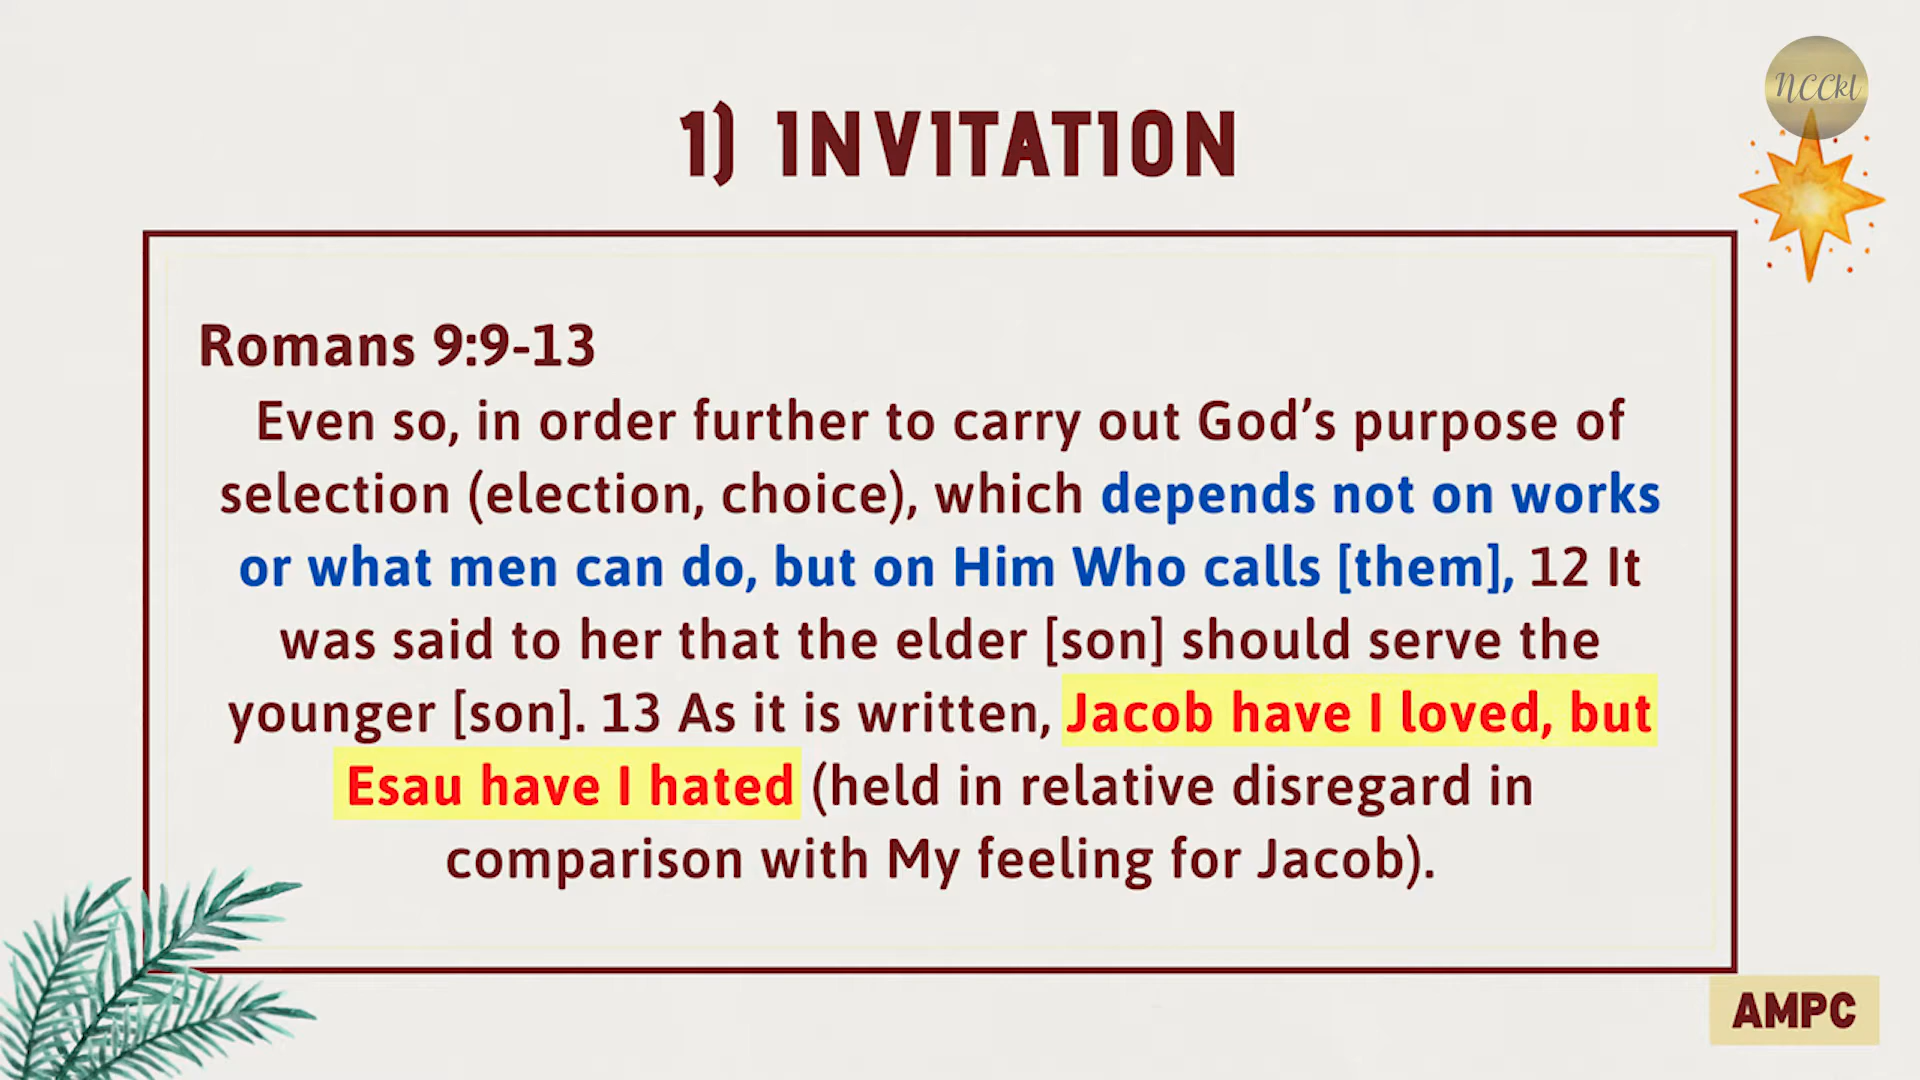 NCCkl
1) INVITATION
Romans 9:9-13
Even so, in order further to carry out God’s purpose of
selection (election, choice), which depends not on works
or what men can do, but on Him Who calls [them], 12 It
was said to her that the elder [son] should serve the
younger [son]. 13 As it is written, Jacob have I loved, but
Esau have I hated (held in relative disregard in
comparison with My feeling for Jacob).
AMPC